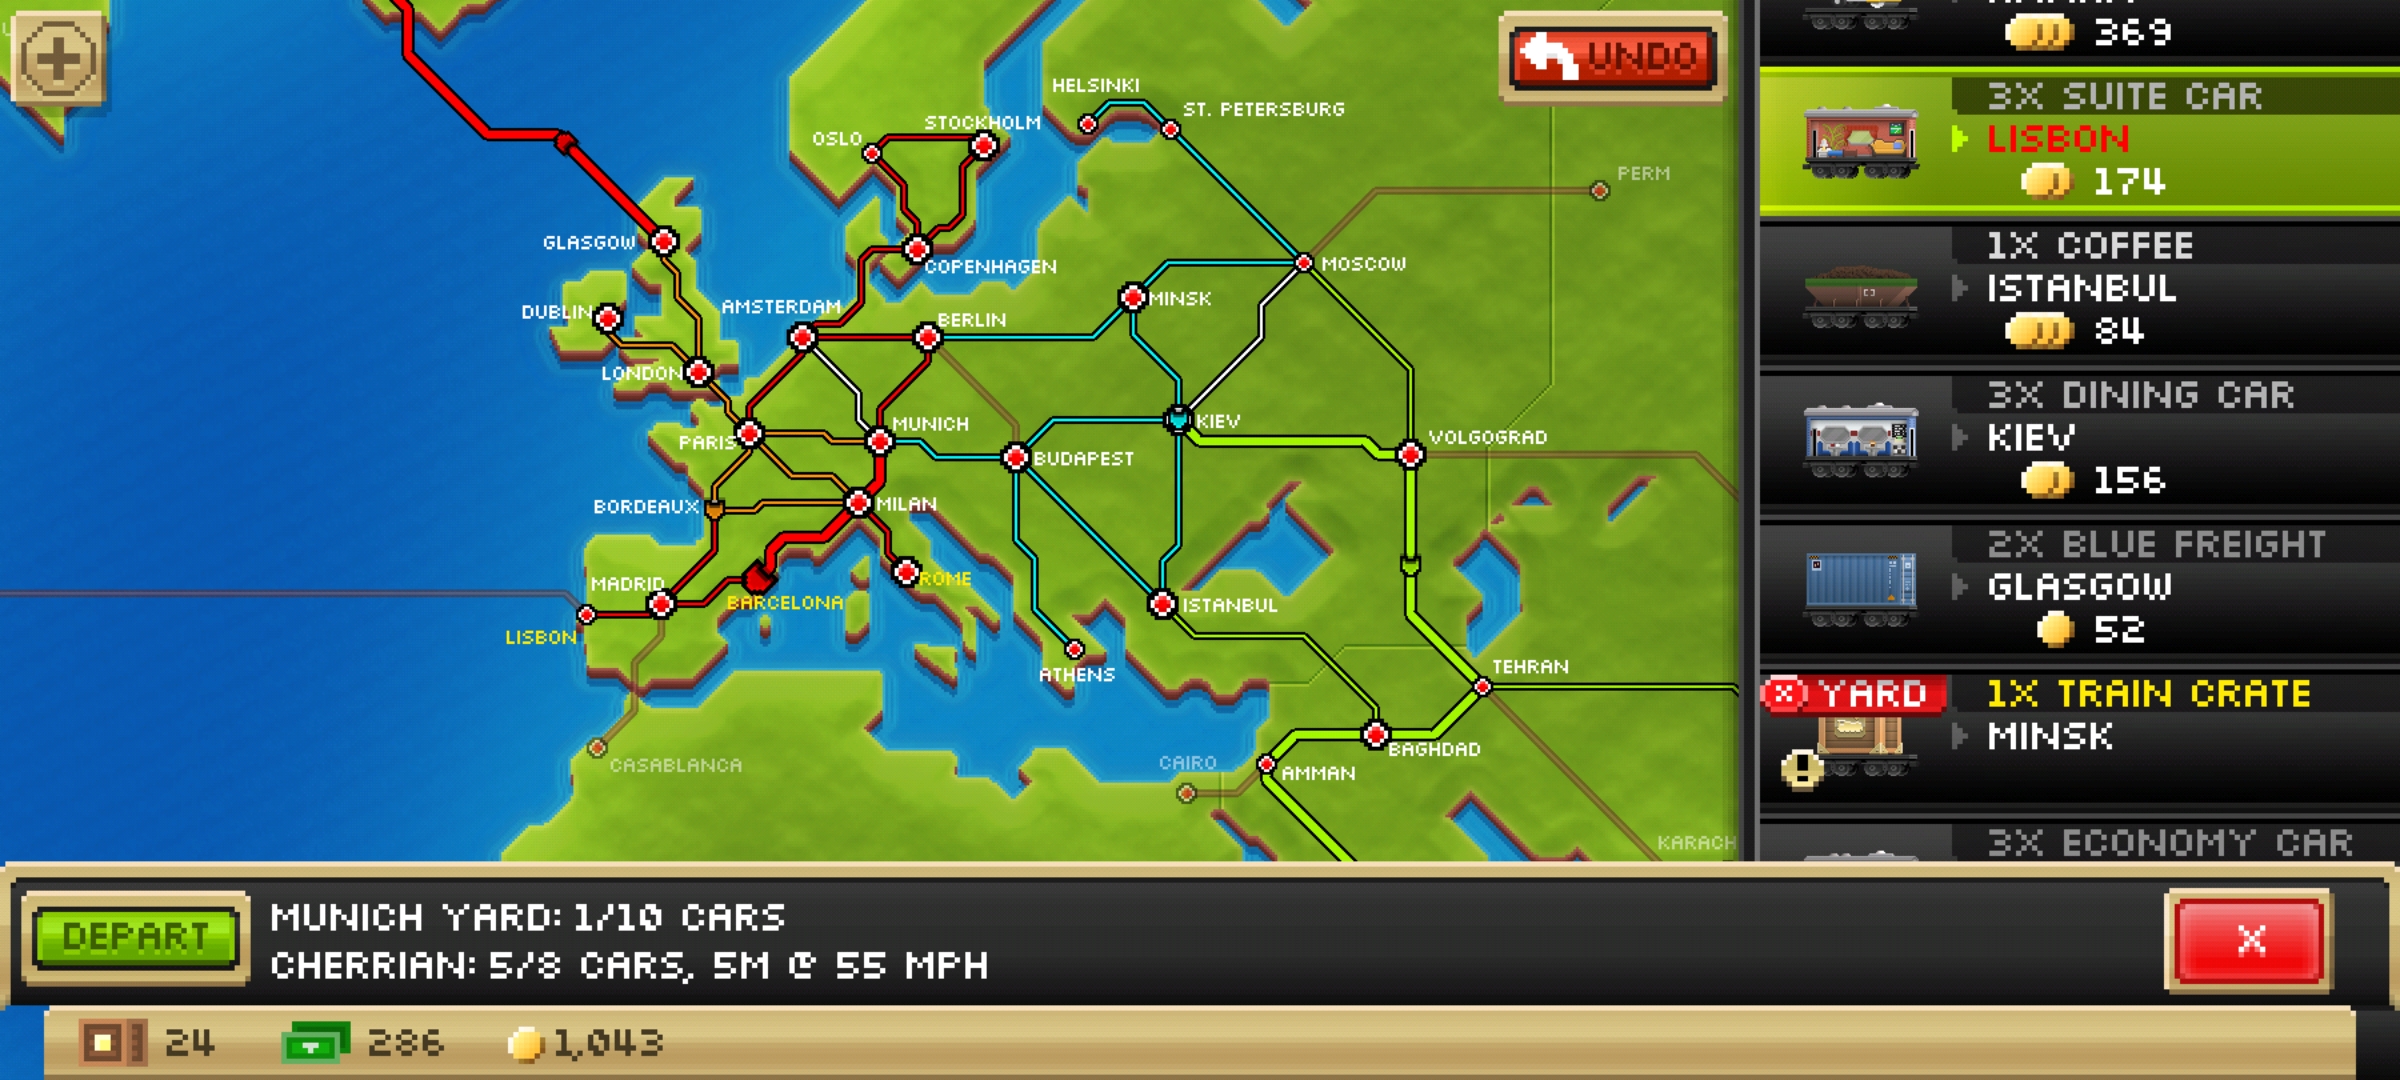 UNDO
HELSINKI
ST. PETERSBURG
STOCKHOLM
OSLO
PERM
GLASGOW
COPENHAGEN
MOSCOW
MINSK
DUBLIN
AMSTERDAM
BERLIN
LONDON
KIEV
MUNICH
PARIS
VOLGOGRAD
BUDAPEST
BORDEAUX
MILAN
MADRID
ROME
BARCELONA
ISTANBUL
LISBON
ATHENS
TEHRAN
BAGHDAD
CASABLANCA
CAIRO
AMMAN
KARACH
369
3X SUITE CAR
LISBON
174
1X COFFEE
ISTANBUL
84
3X DINING CAR
KIEV
156
2X BLUE FREIGHT
GLASGOW
52
X YARD
1X TRAIN CRATE
MINSK
3X ECONOMY CAR
DEPART
MUNICH YARD: 1/10 CARS
CHERRIAN: 5/8 CARS, 5M @ 55 MPH
X
24
286
1,043